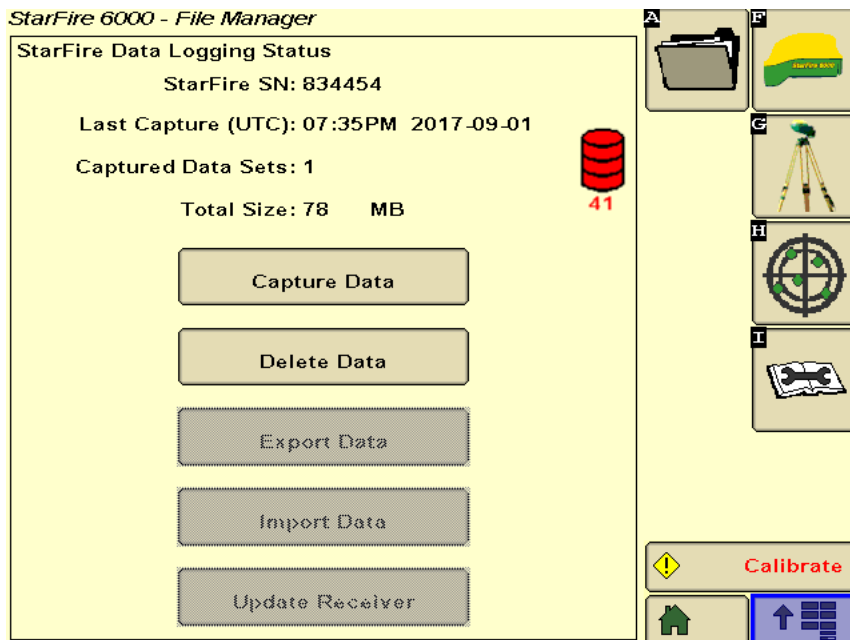 StarFire 6000 - File Manager
StarFire Data Logging Status
StarFire SN: 834454
Last Capture (UTC): 07:35PM 2017-09-01
Captured Data Sets: 1
41
Total Size: 78 MB
Capture Data
Delete Data
Export Data
Import Data
Update Receiver
A
F
StarFire 6000
G
H
I
Calibrate